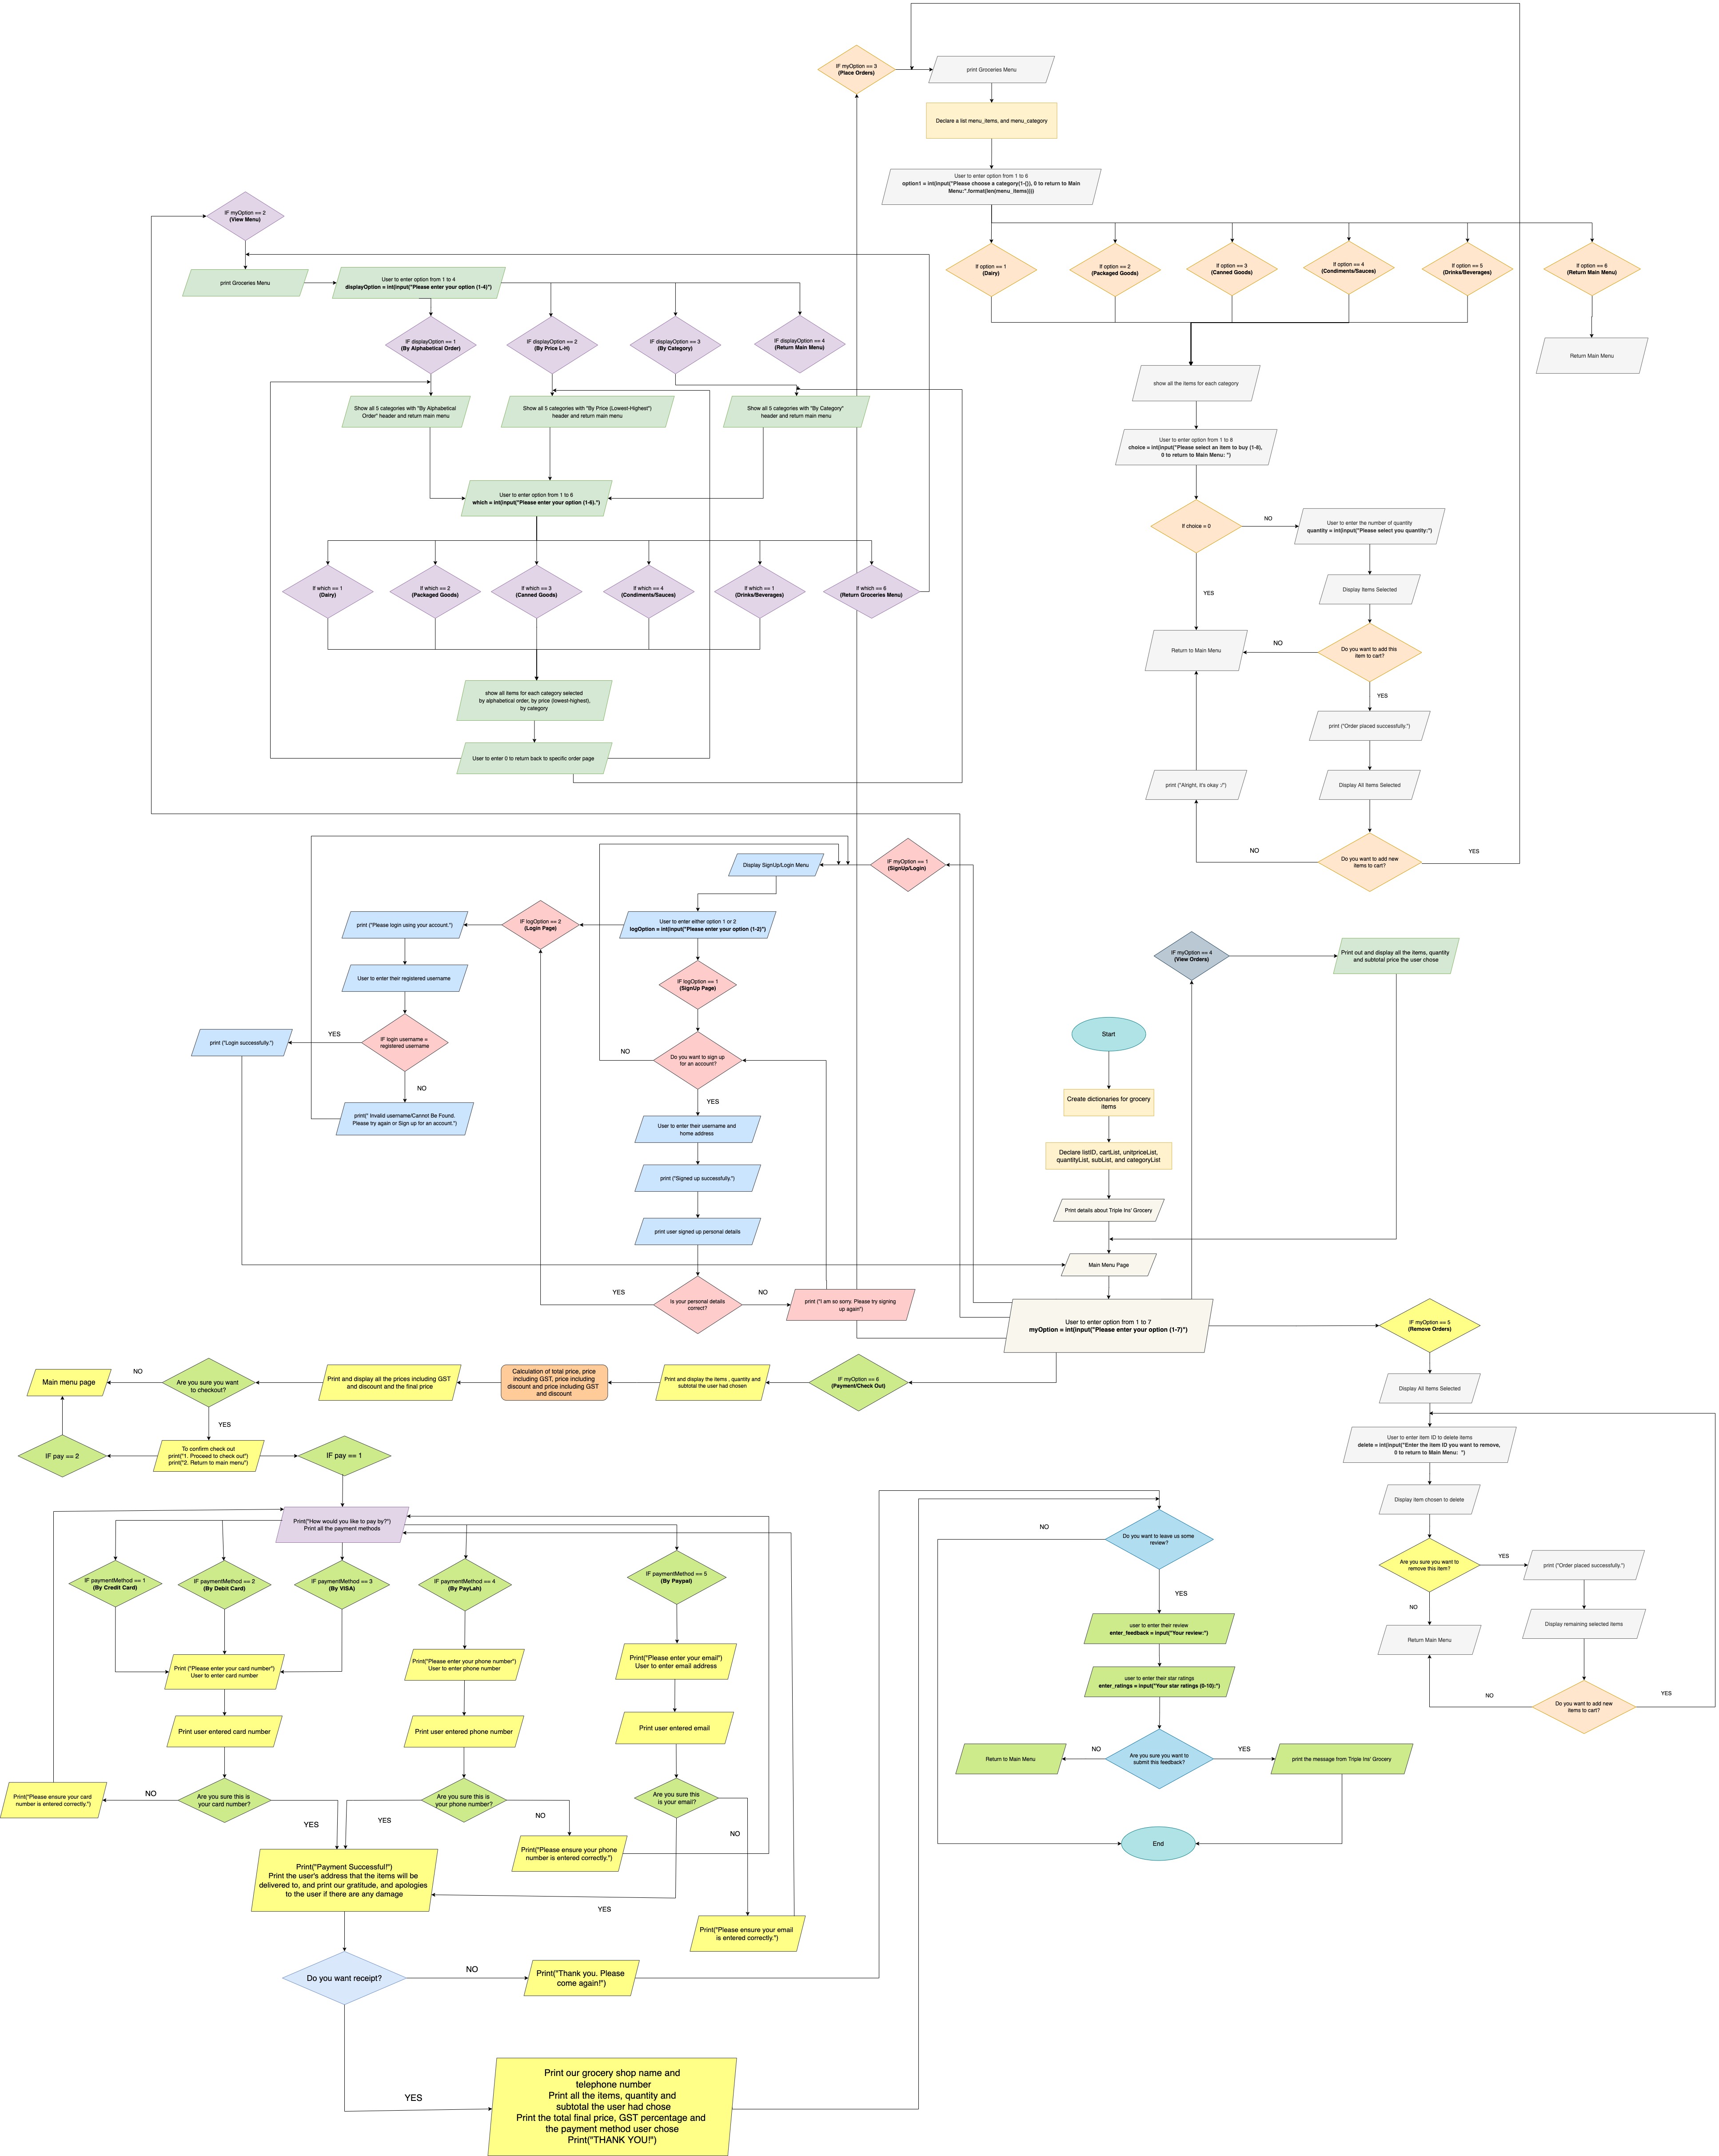 IF myOption == 3
(Place Orders)
print Groceries Menu
Declare a list menu_items, and menu_category
User to enter option from 1 to 6
option1 = int(input("Please choose a category(1-{}), 0 to return to Main
Menu:".format(len(menu_items))))
If option == 1
(Dairy)
If option == 2
(Packaged Goods)
If option == 3
(Canned Goods)
If option == 4
(Condiments/Sauces)
If option == 5
(Drinks/Beverages)
If option == 6
(Return Main Menu)
Return Main Menu
show all the items for each category
User to enter option from 1 to 8
choice = int(input("Please select an item to buy (1-8),
0 to return to Main Menu: ")
If choice = 0
NO
YES
User to enter the number of quantity
quantity = int(input("Please select you quantity:")
Display Items Selected
Do you want to add this
item to cart?
NO
YES
Return to Main Menu
print ("Order placed successfully.")
Display All Items Selected
print ("Alright, it's okay :/")
Do you want to add new
items to cart?
NO
YES
IF myOption == 2
(View Menu)
print Groceries Menu
User to enter option from 1 to 4
displayOption = int(input("Please enter your option (1-4)")
IF displayOption == 1
(By Alphabetical Order)
IF displayOption == 2
(By Price L-H)
IF displayOption == 3
(By Category)
IF displayOption == 4
(Return Main Menu)
Show all 5 categories with "By Alphabetical
Order" header and return main menu
Show all 5 categories with "By Price (Lowest-Highest")
header and return main menu
Show all 5 categories with "By Category"
header and return main menu
User to enter option from 1 to 6
which = int(input("Please enter your option (1-6).")
If which == 1
(Dairy)
If which == 2
(Packaged Goods)
If which == 3
(Canned Goods)
If which == 4
(Condiments/Sauces)
If which == 1
(Drinks/Beverages)
If which == 6
(Return Groceries Menu)
show all items for each category selected
by alphabetical order, by price (lowest-highest),
by category
User to enter 0 to return back to specific order page
IF myOption == 1
(SignUp/Login)
Display SignUp/Login Menu
User to enter either option 1 or 2
logOption = int(input("Please enter your option (1-2)")
IF logOption == 2
(Login Page)
print ("Please login using your account.")
User to enter their registered username
IF login username =
registered username
YES
NO
print ("Login successfully.")
print(" Invalid username/Cannot Be Found.
Please try again or Sign up for an account.")
IF logOption == 1
(SignUp Page)
Do you want to sign up
for an account?
NO
YES
User to enter their username and
home address
print ("Signed up successfully.")
print user signed up personal details
Is your personal details
correct?
YES
NO
print ("I am so sorry. Please try signing
up again")
IF myOption == 4
(View Orders)
Print out and display all the items, quantity
and subtotal price the user chose
Start
Create dictionaries for grocery
items
Declare listID, cartList, unitpriceList,
quantityList, subList, and categoryList
Print details about Triple Ins' Grocery
Main Menu Page
User to enter option from 1 to 7
myOption = int(input("Please enter your option (1-7)")
IF myOption == 5
(Remove Orders)
Display All Items Selected
User to enter item ID to delete items
delete = int(input("Enter the item ID you want to remove,
0 to return to Main Menu:  ")
Display item chosen to delete
Are you sure you want to
remove this item?
YES
NO
print ("Order placed successfully.")
Display remaining selected items
Return Main Menu
Do you want to add new
items to cart?
NO
YES
IF myOption == 6
(Payment/Check Out)
Print and display the items , quantity and
subtotal the user had chosen
Calculation of total price, price
including GST, price including
discount and price including GST
and discount
Print and display all the prices including GST
and discount and the final price
Are you sure you want
to checkout?
NO
YES
Main menu page
To confirm check out
print("1. Proceed to check out")
print("2. Return to main menu")
IF pay == 2
IF pay == 1
Print("How would you like to pay by?")
Print all the payment methods
IF paymentMethod == 1
(By Credit Card)
IF paymentMethod == 2
(By Debit Card)
IF paymentMethod == 3
(By VISA)
IF paymentMethod == 4
(By PayLah)
IF paymentMethod == 5
(By Paypal)
Print ("Please enter your card number")
User to enter card number
Print("Please enter your phone number")
User to enter phone number
Print("Please enter your email")
User to enter email address
Print user entered card number
Print user entered phone number
Print user entered email
Are you sure this is
your card number?
NO
YES
Print("Please ensure your card
number is entered correctly.")
Are you sure this is
your phone number?
YES
NO
Print("Please ensure your phone
number is entered correctly.")
Are you sure this
is your email?
NO
YES
Print("Please ensure your email
is entered correctly.")
Print("Payment Successful!")
Print the user's address that the items will be
delivered to, and print our gratitude, and apologies
to the user if there are any damage
Do you want receipt?
NO
YES
Print("Thank you. Please
come again!")
Print our grocery shop name and
telephone number
Print all the items, quantity and
subtotal the user had chose
Print the total final price, GST percentage and
the payment method user chose
Print("THANK YOU!")
Do you want to leave us some
review?
NO
YES
user to enter their review
enter_feedback = input("Your review:")
user to enter their star ratings
enter_ratings = input("Your star ratings (0-10):")
Are you sure you want to
submit this feedback?
NO
YES
Return to Main Menu
print the message from Triple Ins' Grocery
End